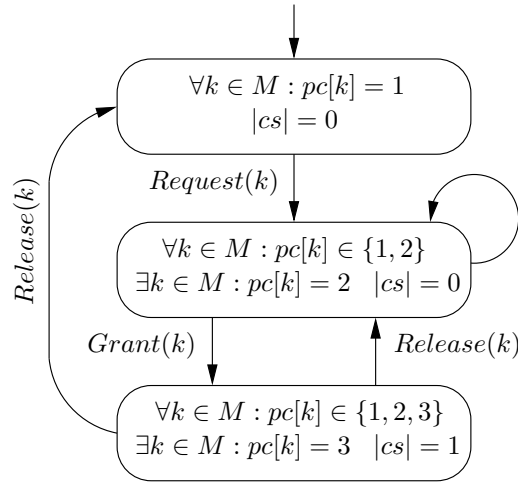 ∀k ∈ M : pc[k] = 1
|cs| = 0
Request(k)
Release(k)
∀k ∈ M : pc[k] ∈ {1, 2}
∃k ∈ M : pc[k] = 2 |cs| = 0
Grant(k)
Release(k)
∀k ∈ M : pc[k] ∈ {1, 2, 3}
∃k ∈ M : pc[k] = 3 |cs| = 1